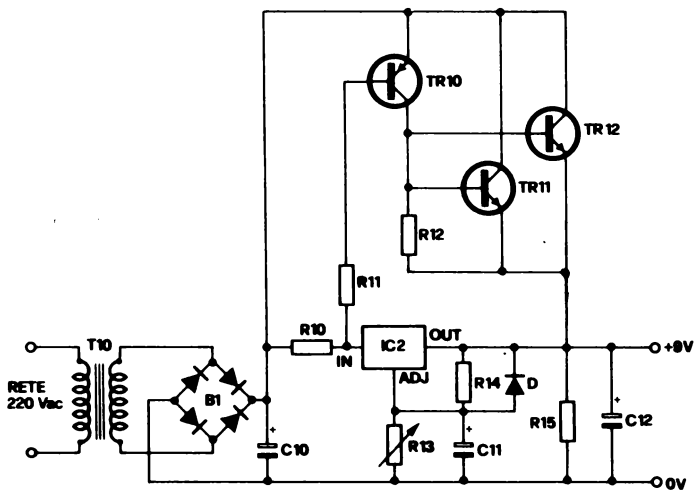 TR10
TR12
TR11
R12
R11
R10
IN
IC2
OUT
ADJ
+9V
T10
RETE
220 Vac
B1
R14
D
R15
C12
+
+
C10
R13
+
C11
0V